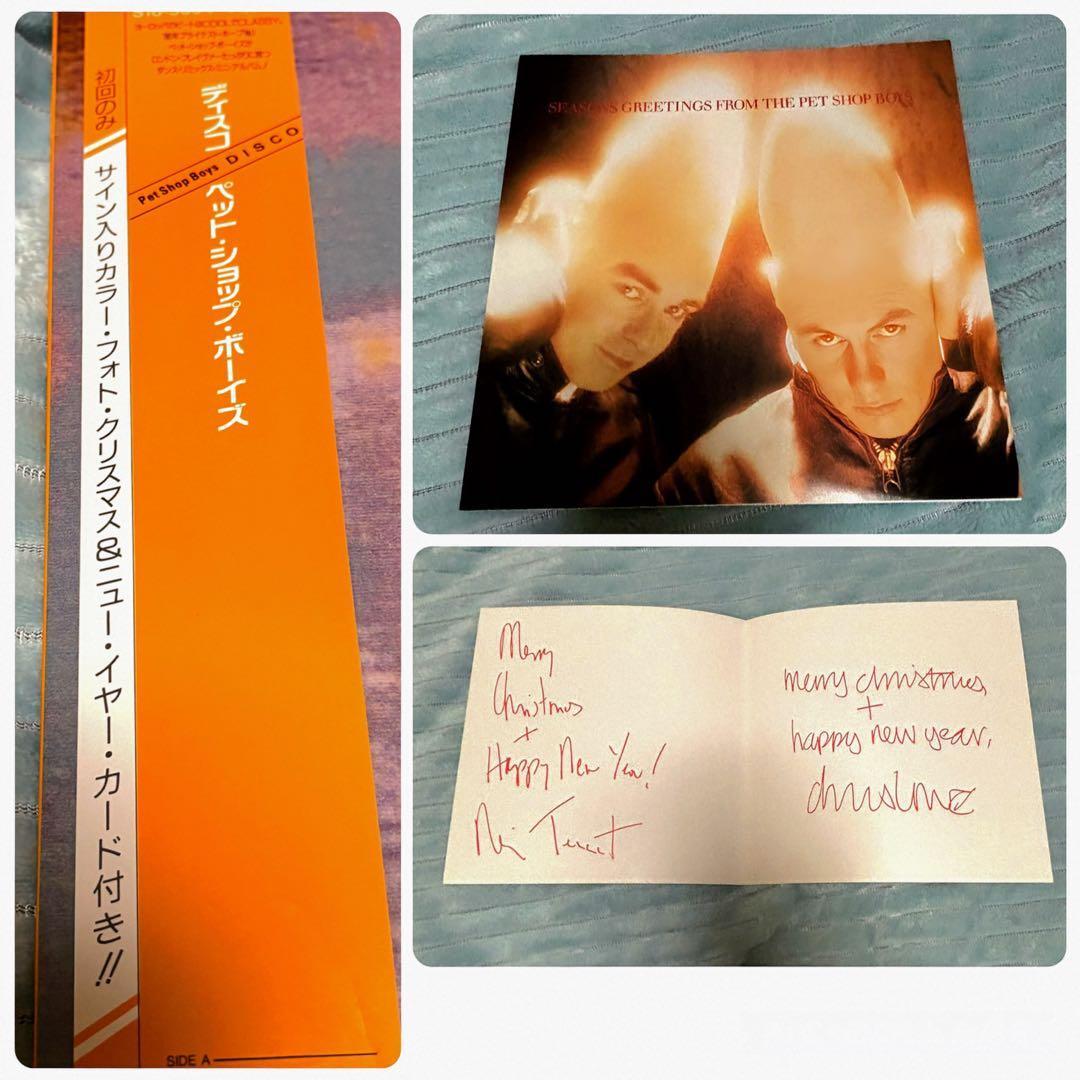 初回のみ
サイン入りカラー・フォト・クリスマス&ニュー・イヤー・カード付き!!
ディスコ
Pet Shop Boys DISCO
ペット・ショップ・ボーイズ
SIDE A
SEASONS GREETINGS FROM THE PET SHOP BOYS
Merry
Christmas
+
Happy New Year!
Neil Tennant
merry christmas
+
happy new year,